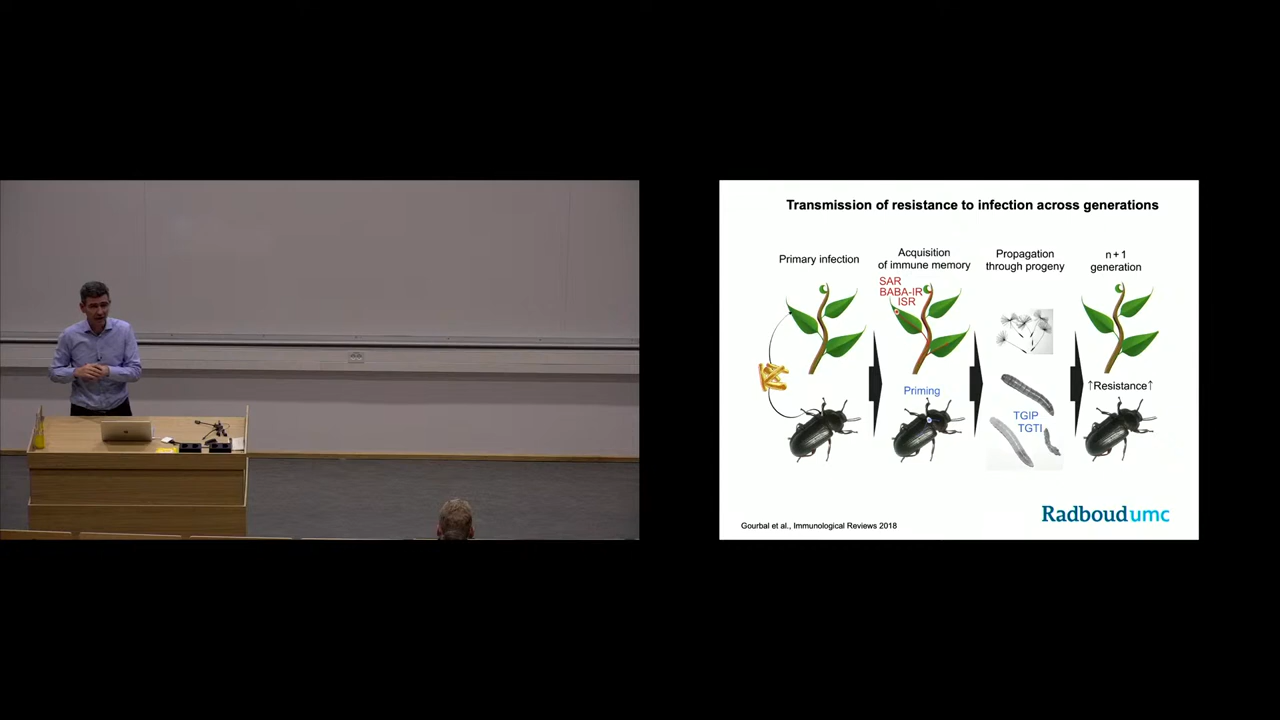 Transmission of resistance to infection across generations
Primary infection
Acquisition
of immune memory
Propagation
through progeny
n + 1
generation
SAR
BABA-IR
ISR
Priming
TGIP
TGTI
↑Resistance↑
Gourbal et al., Immunological Reviews 2018
Radboudumc